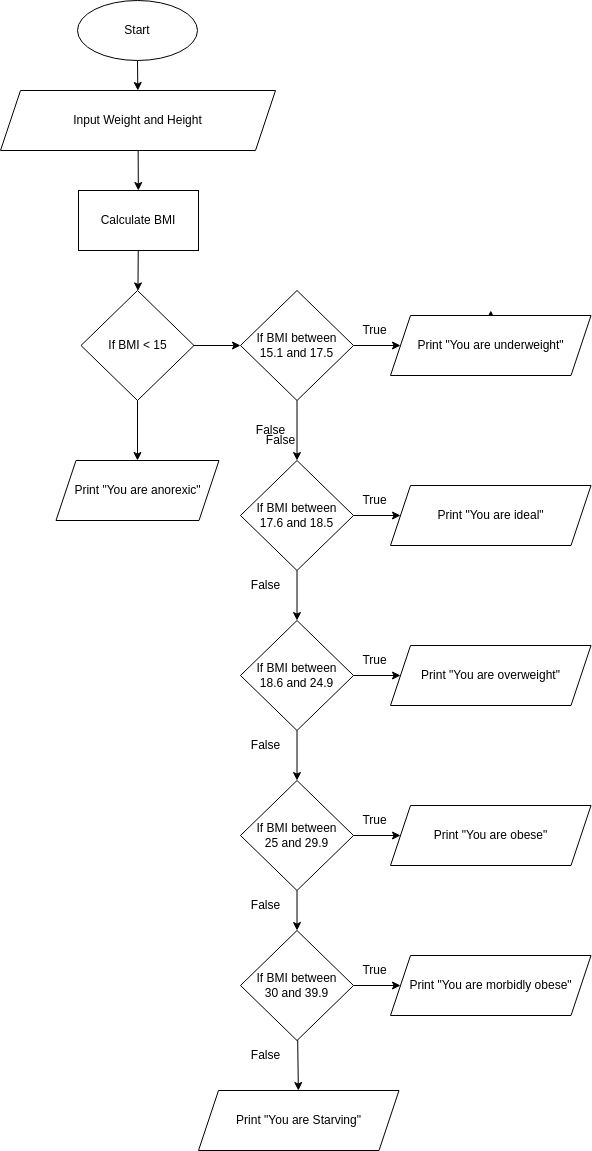 Start
Input Weight and Height
Calculate BMI
If BMI < 15
If BMI between
15.1 and 17.5
True
Print "You are underweight"
False
False
Print "You are anorexic"
If BMI between
17.6 and 18.5
True
Print "You are ideal"
False
If BMI between
18.6 and 24.9
True
Print "You are overweight"
False
If BMI between
25 and 29.9
True
Print "You are obese"
False
If BMI between
30 and 39.9
True
Print "You are morbidly obese"
False
Print "You are Starving"